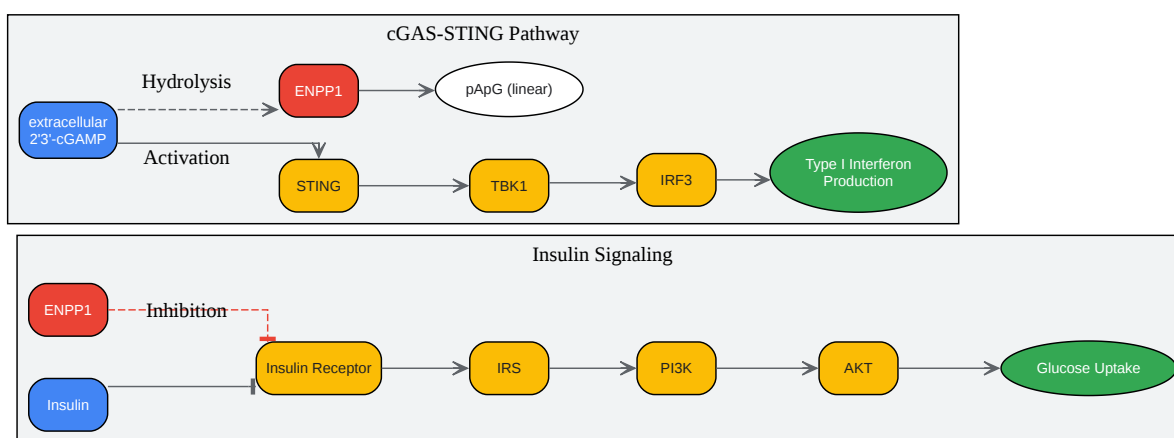 cGAS-STING Pathway
Hydrolysis
ENPP1
pApG (linear)
extracellular
2'3'-cGAMP
Activation
STING
TBK1
IRF3
Type I Interferon
Production
Insulin Signaling
ENPP1
Inhibition
Insulin Receptor
IRS
PI3K
AKT
Glucose Uptake
Insulin